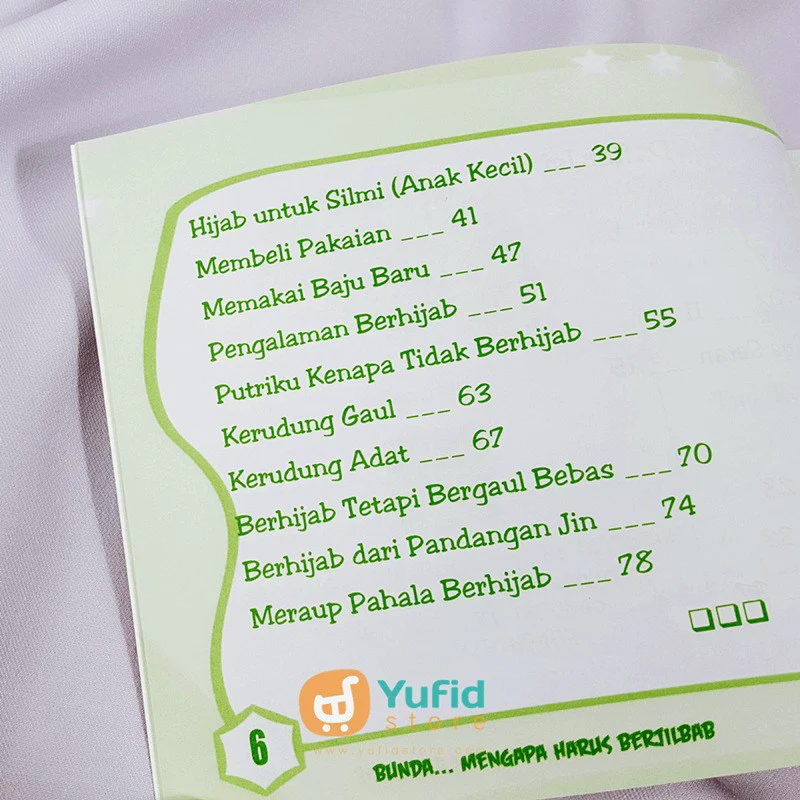 Hijab untuk Silmi (Anak Kecil) ___ 39
Membeli Pakaian ___ 41
Memakai Baju Baru ___ 47
Pengalaman Berhijab ___ 51
Putriku Kenapa Tidak Berhijab ___ 55
Kerudung Gaul ___ 63
Kerudung Adat ___ 67
Berhijab Tetapi Bergaul Bebas ___ 70
Berhijab dari Pandangan Jin ___ 74
Meraup Pahala Berhijab ___ 78
❑❑❑
Yufid
store
www.yufidstore.com
6
BUNDA... MENGAPA HARUS BERJILBAB